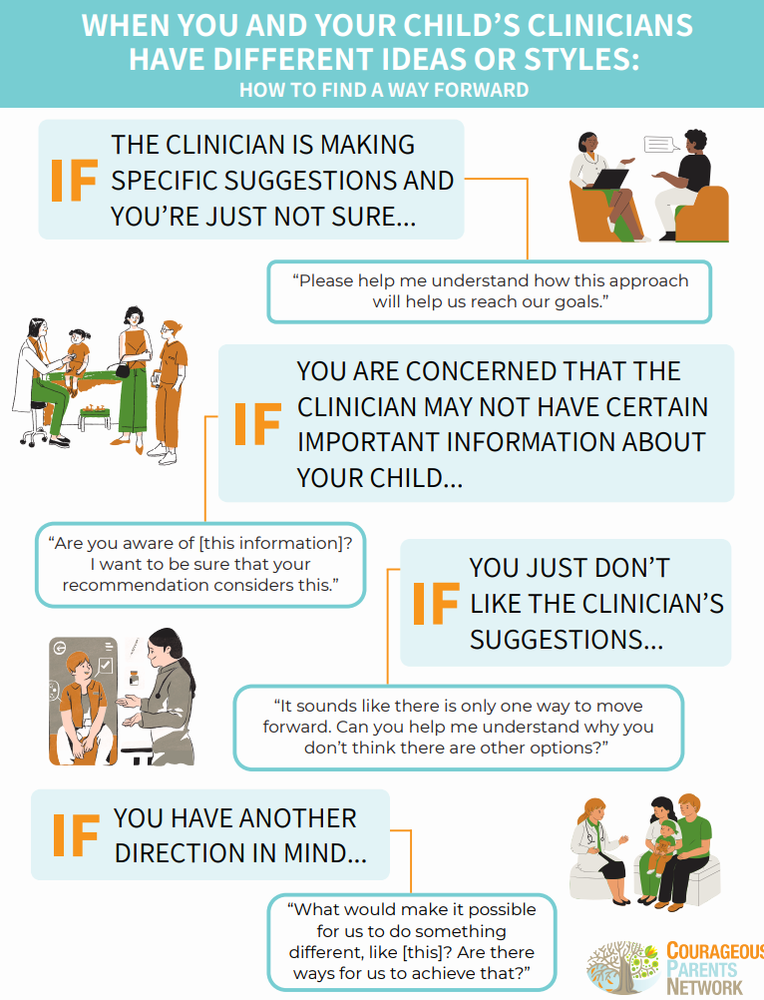 WHEN YOU AND YOUR CHILD’S CLINICIANS
HAVE DIFFERENT IDEAS OR STYLES:
HOW TO FIND A WAY FORWARD
IF
THE CLINICIAN IS MAKING
SPECIFIC SUGGESTIONS AND
YOU’RE JUST NOT SURE...
“Please help me understand how this approach
will help us reach our goals.”
IF
YOU ARE CONCERNED THAT THE
CLINICIAN MAY NOT HAVE CERTAIN
IMPORTANT INFORMATION ABOUT
YOUR CHILD...
“Are you aware of [this information]?
I want to be sure that your
recommendation considers this.”
IF
YOU JUST DON’T
LIKE THE CLINICIAN’S
SUGGESTIONS...
“It sounds like there is only one way to move
forward. Can you help me understand why you
don’t think there are other options?”
IF
YOU HAVE ANOTHER
DIRECTION IN MIND...
“What would make it possible
for us to do something
different, like [this]? Are there
ways for us to achieve that?”
COURAGEOUS
PARENTS
NETWORK